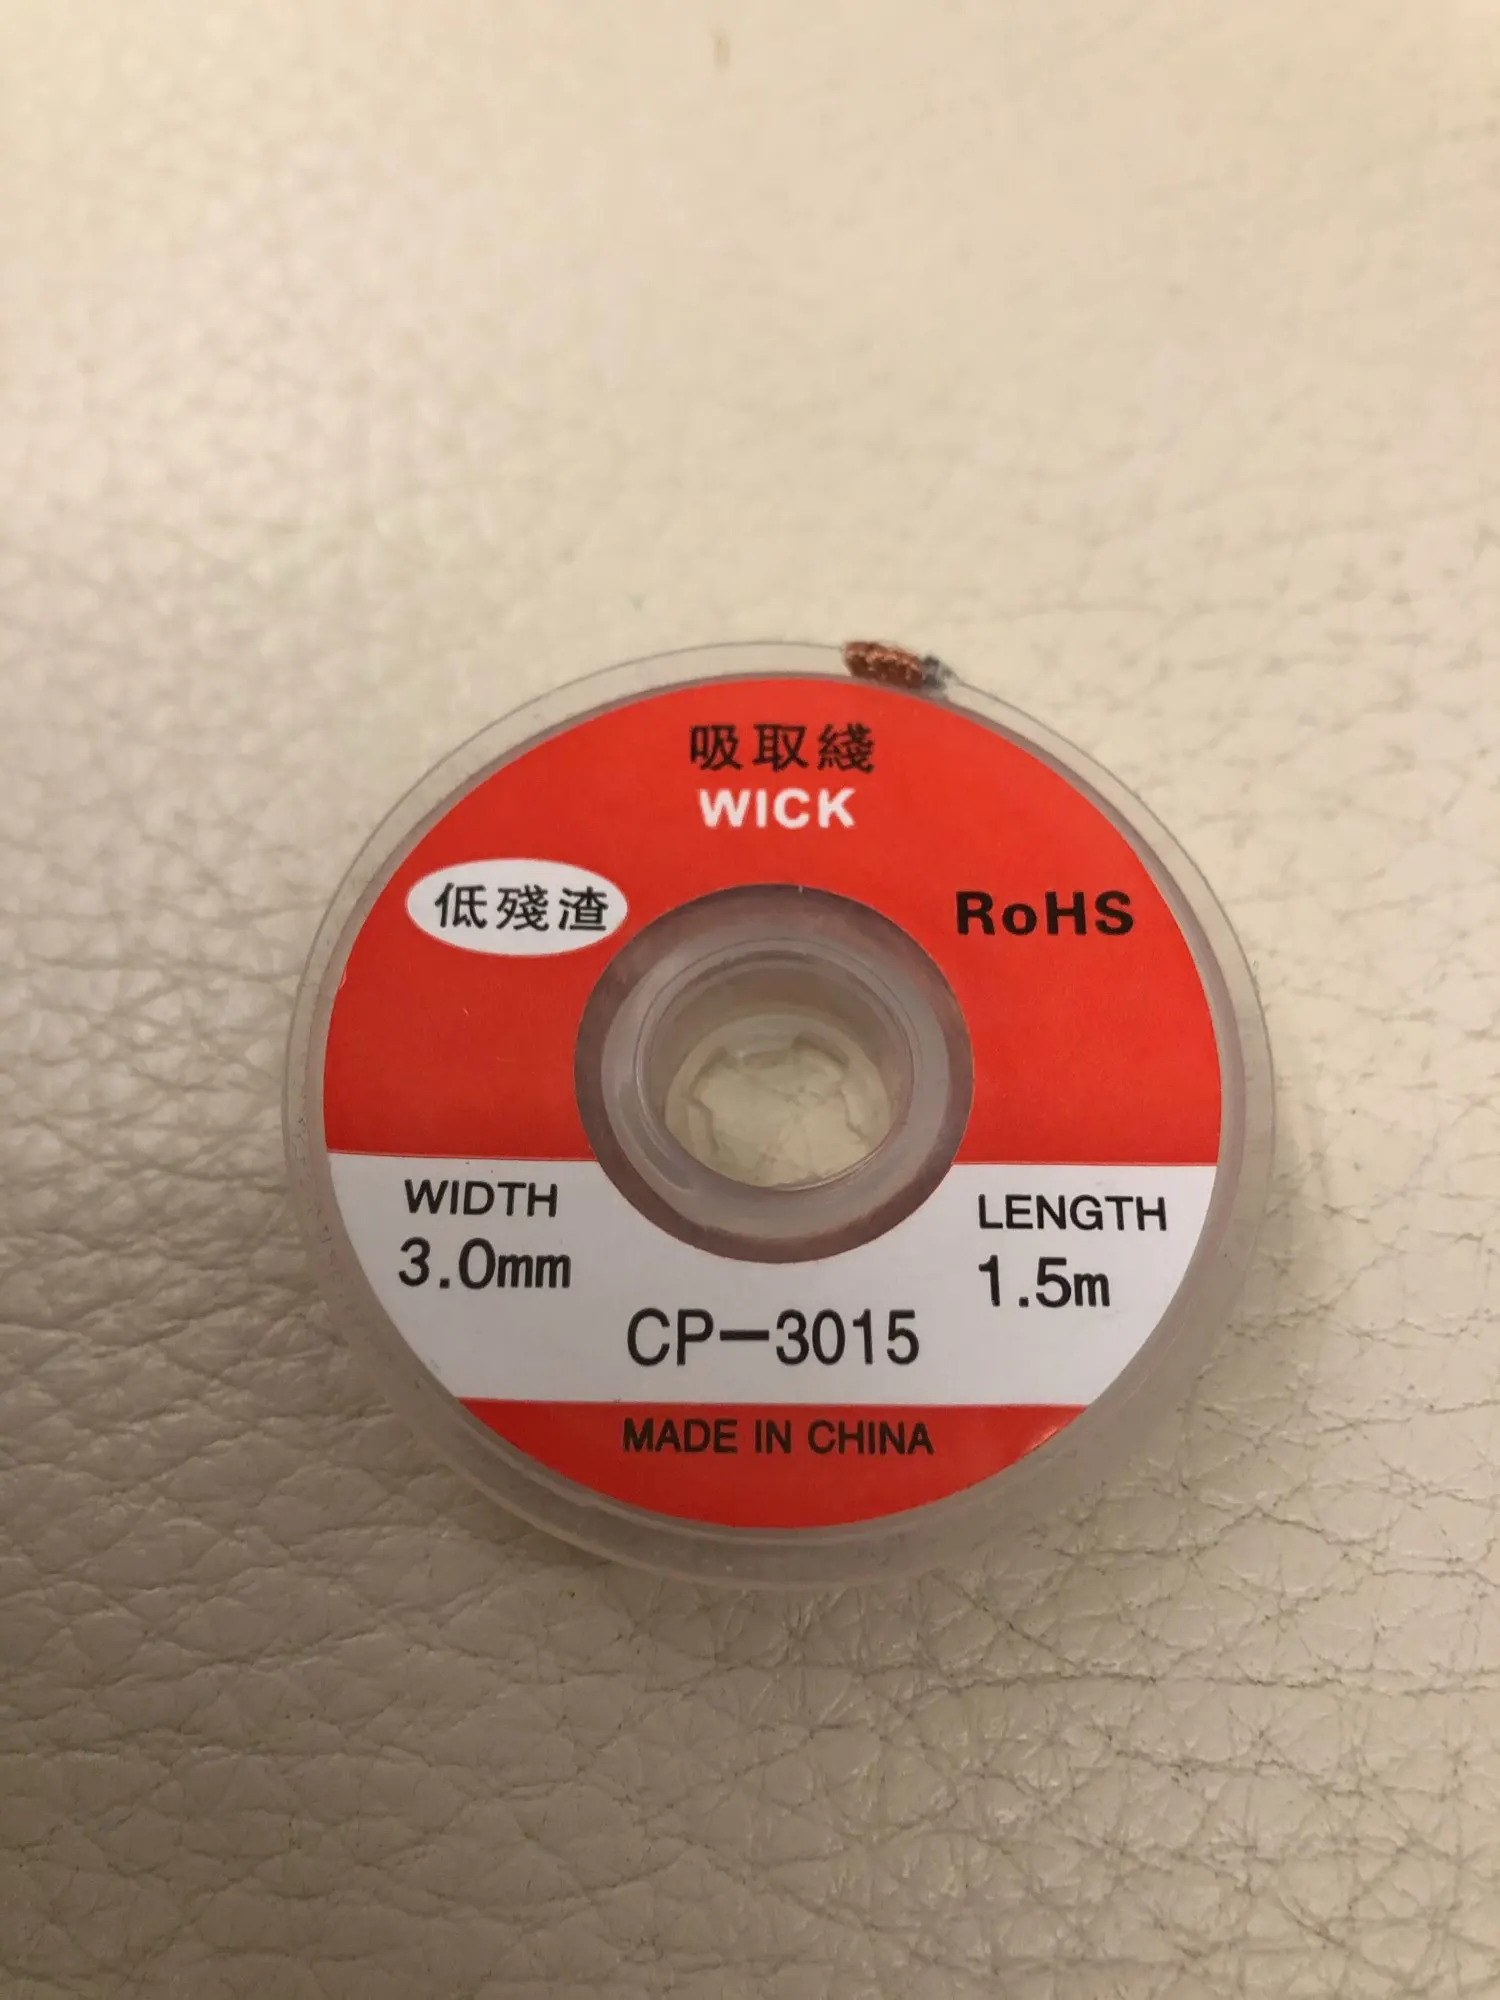 吸取綫
WICK
低殘渣
RoHS
WIDTH
3.0mm
LENGTH
1.5m
CP-3015
MADE IN CHINA